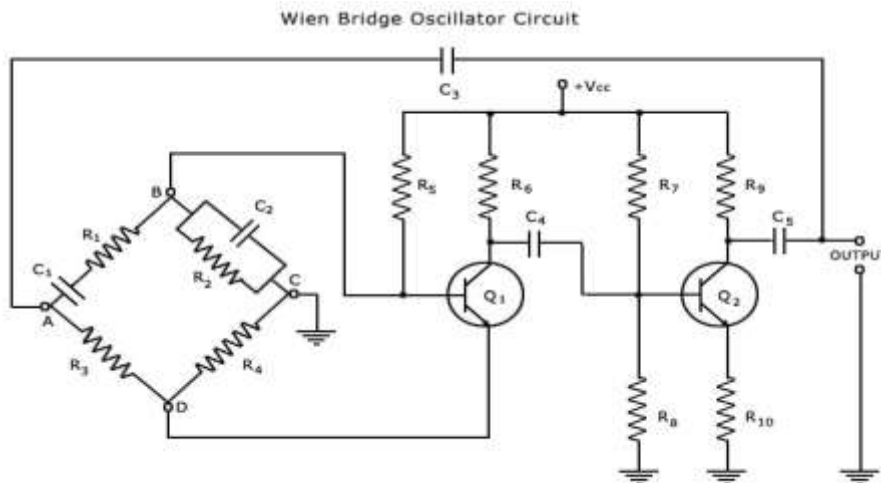 Wien Bridge Oscillator Circuit
C3
+Vcc
B
R5
R6
R7
R9
C2
R1
C4
C5
C1
R2
OUTPUT
C
Q1
Q2
A
R3
R4
D
R8
R10